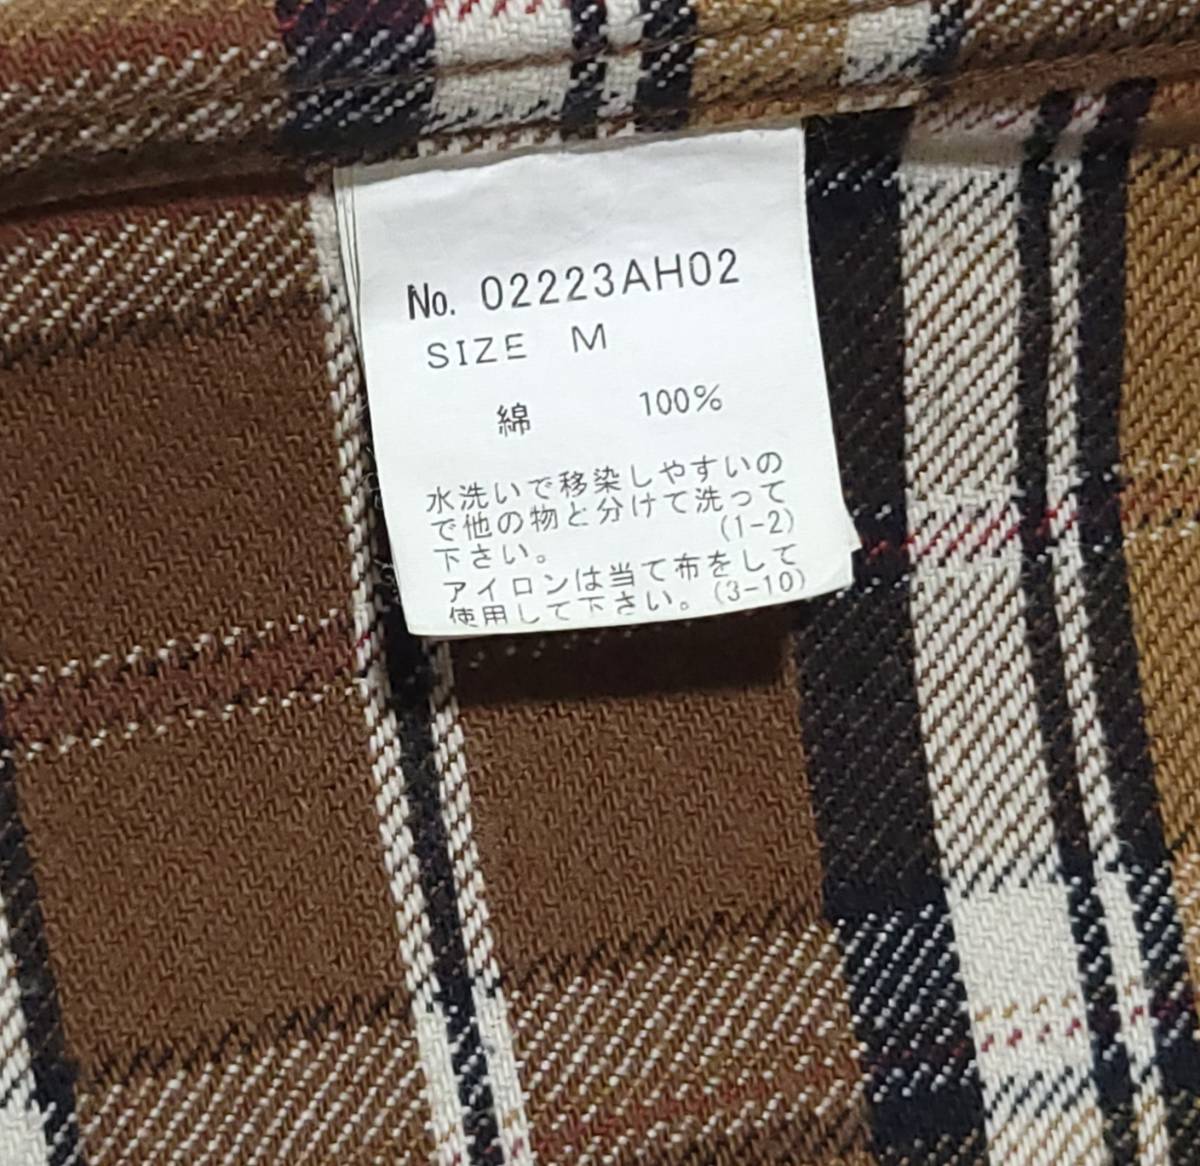 No. 02223AH02
SIZE M
綿 100%
水洗いで移染しやすいの
で他の物と分けて洗って
下さい。 (1-2)
アイロンは当て布をして
使用して下さい。(3-10)